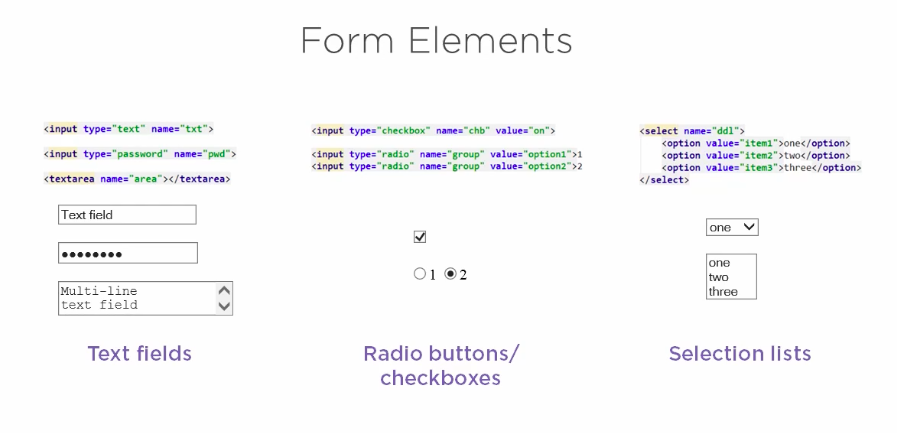 Form Elements
<input type="text" name="txt">
<input type="password" name="pwd">
<textarea name="area"></textarea>
Text field
●●●●●●●●
Multi-line
text field
Text fields
<input type="checkbox" name="chb" value="on">
<input type="radio" name="group" value="option1">1
<input type="radio" name="group" value="option2">2
1 2
Radio buttons/
checkboxes
<select name="ddl">
<option value="item1">one</option>
<option value="item2">two</option>
<option value="item3">three</option>
</select>
one
one
two
three
Selection lists